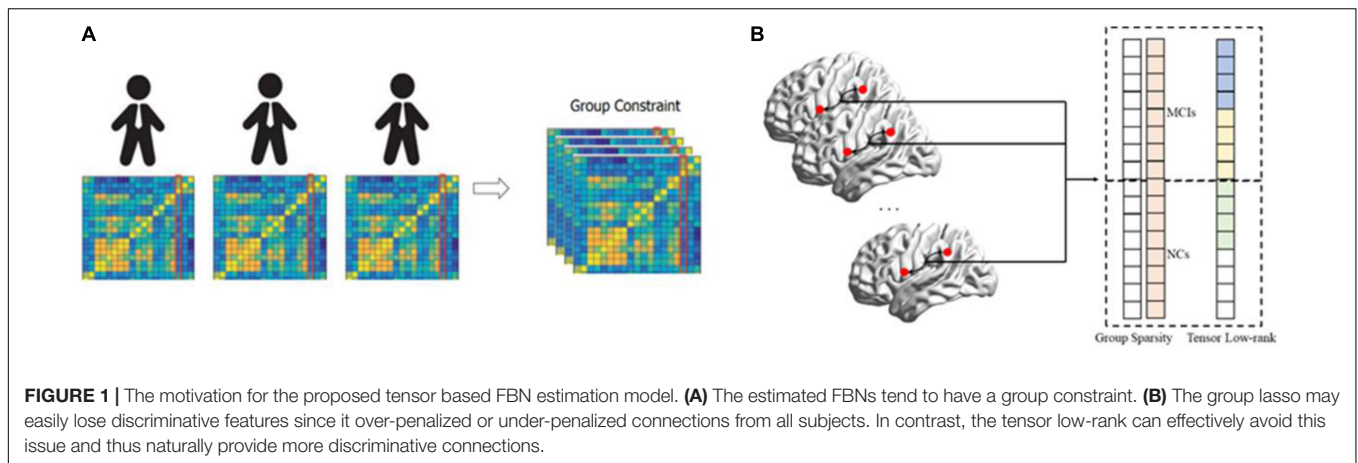 A
B
Group Constraint
MCIs
...
NCs
Group Sparsity Tensor Low-rank
FIGURE 1 | The motivation for the proposed tensor based FBN estimation model. (A) The estimated FBNs tend to have a group constraint. (B) The group lasso may
easily lose discriminative features since it over-penalized or under-penalized connections from all subjects. In contrast, the tensor low-rank can effectively avoid this
issue and thus naturally provide more discriminative connections.